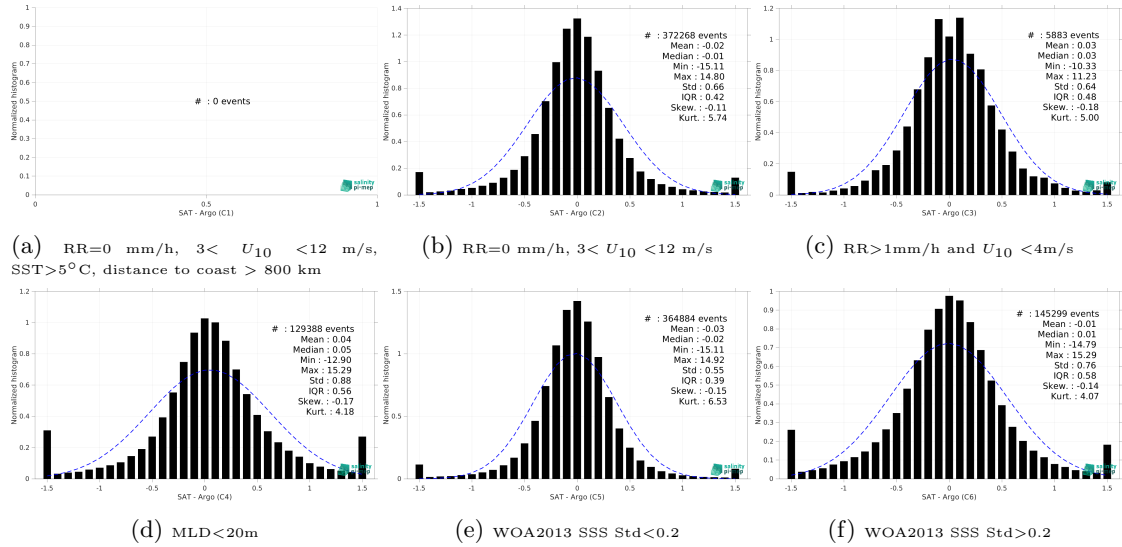 Normalized histogram
1
0.9
0.8
0.7
0.6
0.5
0.4
0.3
0.2
0.1
0
# : 0 events
salinity
pi-mep
0 0.5 1
SAT - Argo (C1)
(a) RR=0 mm/h, 3< U10 <12 m/s,
SST>5°C, distance to coast > 800 km
Normalized histogram
1.4
1.2
1
0.8
0.6
0.4
0.2
0
# : 372268 events
Mean : -0.02
Median : -0.01
Min : -15.11
Max : 14.80
Std : 0.66
IQR : 0.42
Skew. : -0.11
Kurt. : 5.74
salinity
pi-mep
-1.5 -1 -0.5 0 0.5 1 1.5
SAT - Argo (C2)
(b) RR=0 mm/h, 3< U10 <12 m/s
Normalized histogram
1.2
1
0.8
0.6
0.4
0.2
0
# : 5883 events
Mean : 0.03
Median : 0.03
Min : -10.33
Max : 11.23
Std : 0.64
IQR : 0.48
Skew. : -0.18
Kurt. : 5.00
salinity
pi-mep
-1.5 -1 -0.5 0 0.5 1 1.5
SAT - Argo (C3)
(c) RR>1mm/h and U10 <4m/s
Normalized histogram
1.2
1
0.8
0.6
0.4
0.2
0
# : 129388 events
Mean : 0.04
Median : 0.05
Min : -12.90
Max : 15.29
Std : 0.88
IQR : 0.56
Skew. : -0.17
Kurt. : 4.18
salinity
pi-mep
-1.5 -1 -0.5 0 0.5 1 1.5
SAT - Argo (C4)
(d) MLD<20m
Normalized histogram
1.5
1
0.5
0
# : 364884 events
Mean : -0.03
Median : -0.02
Min : -15.11
Max : 14.92
Std : 0.55
IQR : 0.39
Skew. : -0.15
Kurt. : 6.53
salinity
pi-mep
-1.5 -1 -0.5 0 0.5 1 1.5
SAT - Argo (C5)
(e) WOA2013 SSS Std<0.2
Normalized histogram
1
0.9
0.8
0.7
0.6
0.5
0.4
0.3
0.2
0.1
0
# : 145299 events
Mean : -0.01
Median : 0.01
Min : -14.79
Max : 15.29
Std : 0.76
IQR : 0.58
Skew. : -0.14
Kurt. : 4.07
salinity
pi-mep
-1.5 -1 -0.5 0 0.5 1 1.5
SAT - Argo (C6)
(f) WOA2013 SSS Std>0.2